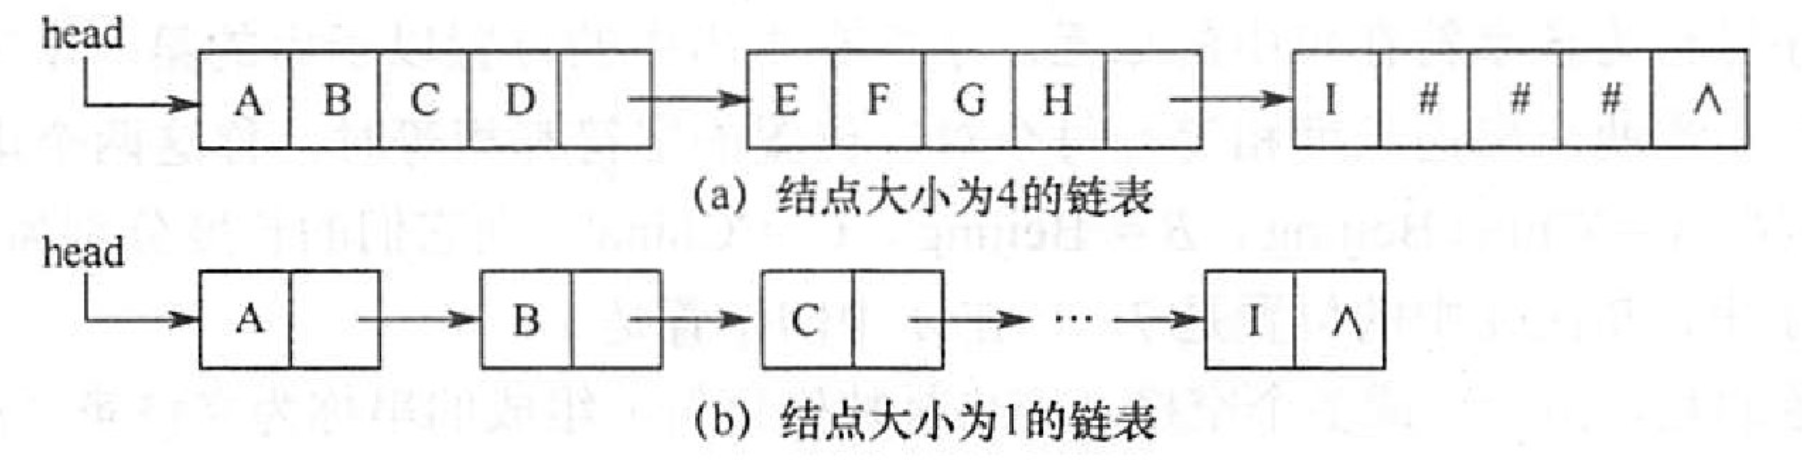 head
A B C D E F G H I # # # ∧
(a) 结点大小为4的链表
head
A B C … I ∧
(b) 结点大小为1的链表